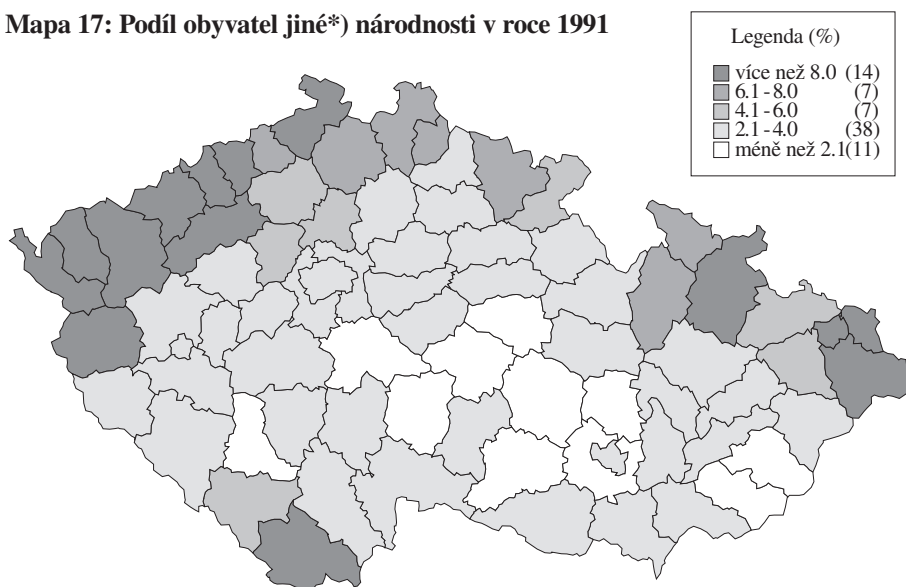 Mapa 17: Podíl obyvatel jiné*) národnosti v roce 1991
Legenda (%)
více než 8.0 (14)
6.1-8.0 (7)
4.1-6.0 (7)
2.1-4.0 (38)
méně než 2.1(11)